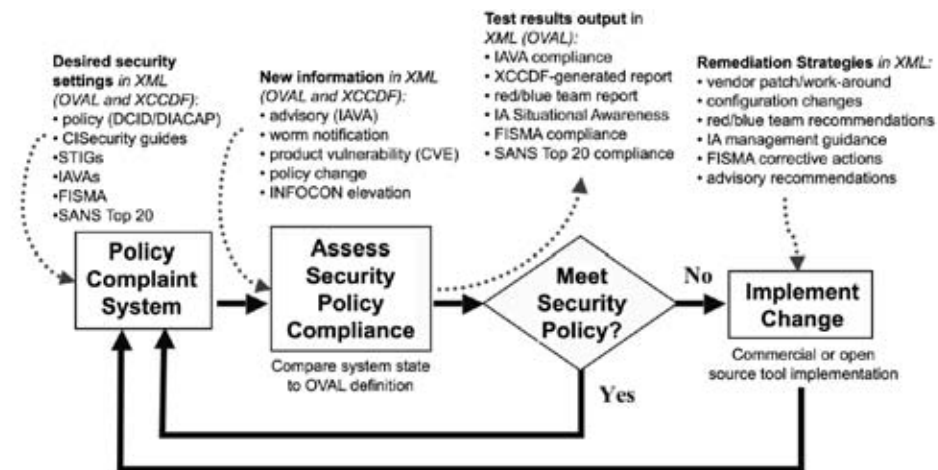 Desired security
settings in XML
(OVAL and XCCDF):
•policy (DCID/DIACAP)
•CISecurity guides
•STIGs
•IAVAs
•FISMA
•SANS Top 20
New information in XML
(OVAL and XCCDF):
•advisory (IAVA)
•worm notification
•product vulnerability (CVE)
•policy change
•INFOCON elevation
Test results output in
XML (OVAL):
•IAVA compliance
•XCCDF-generated report
•red/blue team report
•IA Situational Awareness
•FISMA compliance
•SANS Top 20 compliance
Remediation Strategies in XML:
•vendor patch/work-around
•configuration changes
•red/blue team recommendations
•IA management guidance
•FISMA corrective actions
•advisory recommendations
Policy
Complaint
System
Assess
Security
Policy
Compliance
Compare system state
to OVAL definition
Meet
Security
Policy?
No
Yes
Implement
Change
Commercial or open
source tool implementation